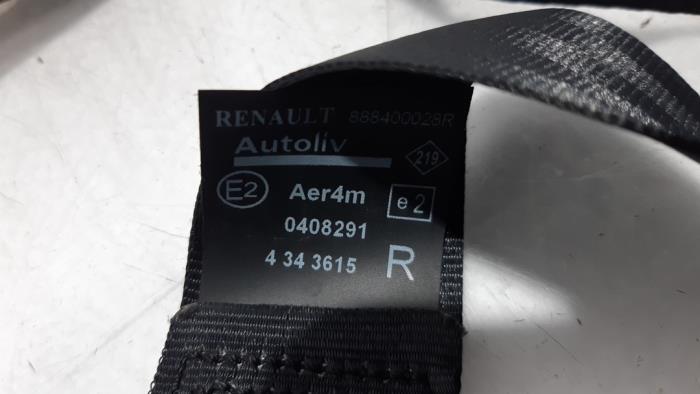 RENAULT 888400028R
Autoliv
219
E2 Aer4m e2
0408291
4 34 3615 R